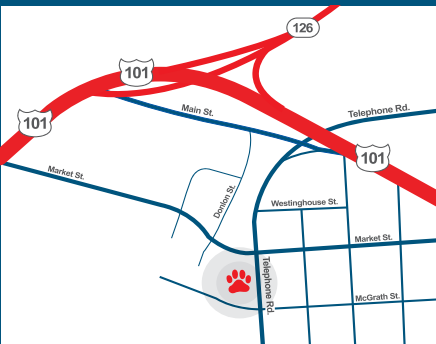 126
101
101
Main St.
Telephone Rd.
101
Market St.
Donlon St.
Westinghouse St.
Market St.
Telephone Rd.
McGrath St.